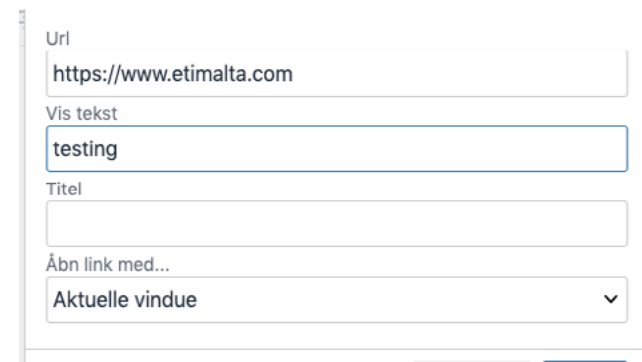 Url
https://www.etimalta.com
Vis tekst
testing
Titel
Åbn link med...
Aktuelle vindue